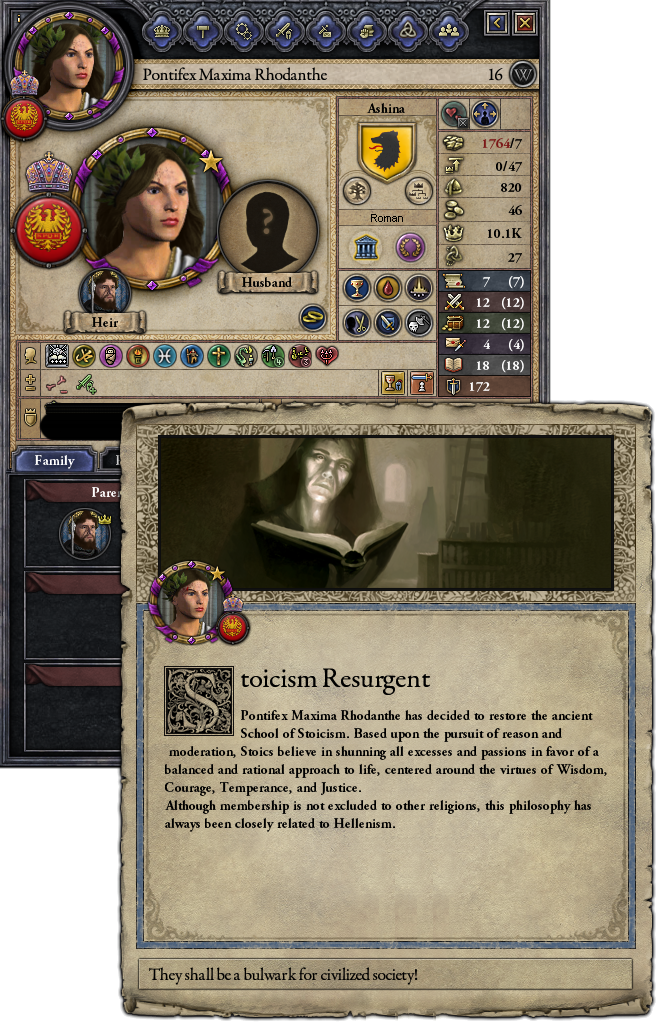 Pontifex Maxima Rhodanthe
16
W
Ashina
1764/7
0/47
820
Roman
46
10.1K
27
Husband
7 (7)
Heir
12 (12)
12 (12)
4 (4)
18 (18)
172
Family
Stoicism Resurgent
Pontifex Maxima Rhodanthe has decided to restore the ancient
School of Stoicism. Based upon the pursuit of reason and
moderation, Stoics believe in shunning all excesses and passions in favor of a
balanced and rational approach to life, centered around the virtues of Wisdom,
Courage, Temperance, and Justice.
Although membership is not excluded to other religions, this philosophy has
always been closely related to Hellenism.
They shall be a bulwark for civilized society!